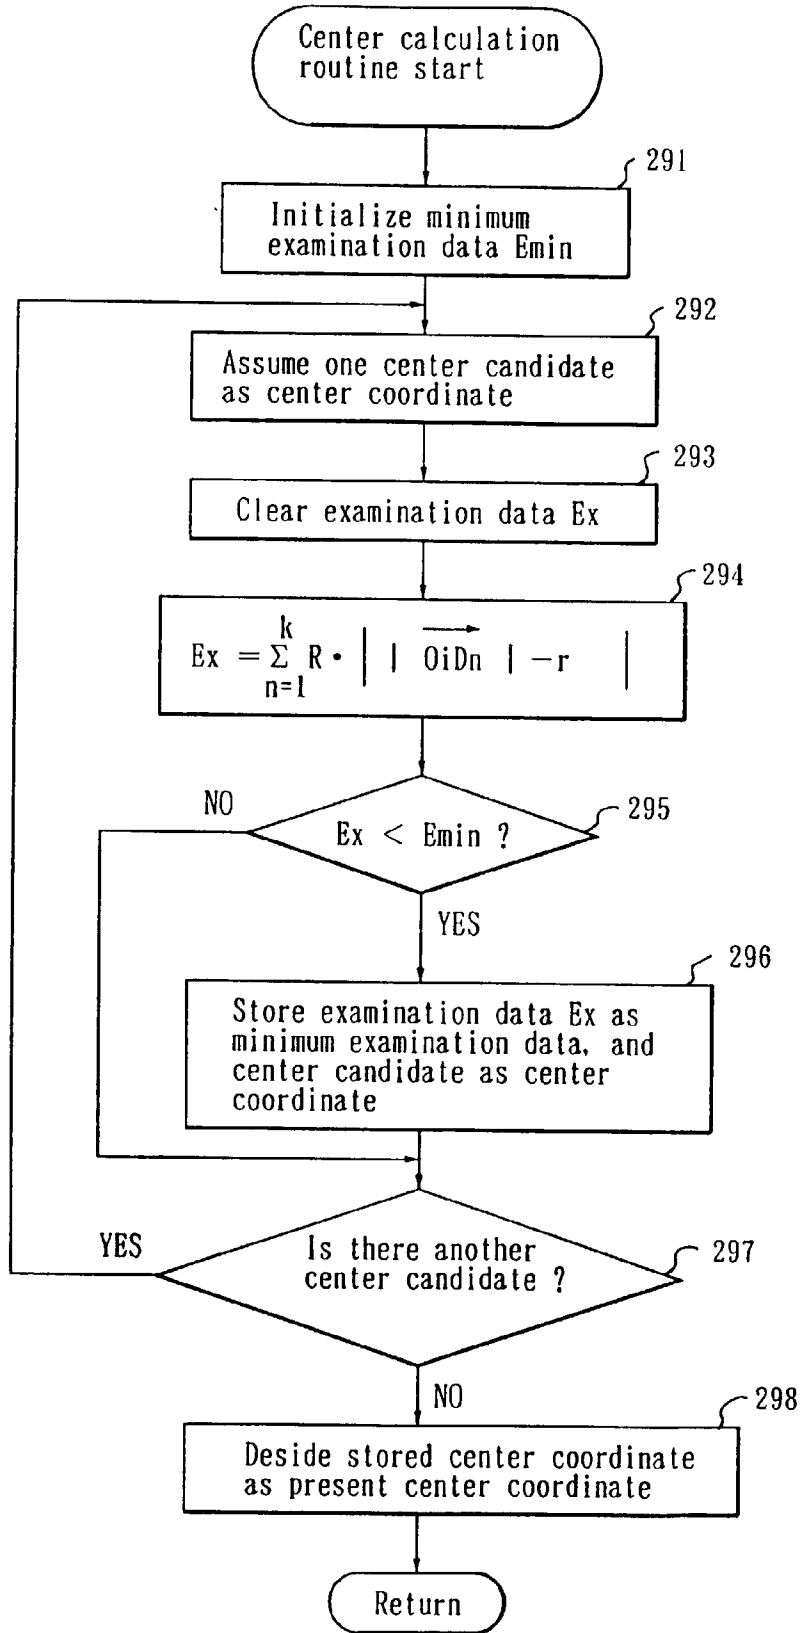 Center calculation
routine start
291
Initialize minimum
examination data Emin
292
Assume one center candidate
as center coordinate
293
Clear examination data Ex
294
Ex = k∑n=1 R・| | OiDn | -r |
NO
Ex < Emin ?
295
YES
296
Store examination data Ex as
minimum examination data, and
center candidate as center
coordinate
YES
Is there another
center candidate ?
297
NO
298
Deside stored center coordinate
as present center coordinate
Return